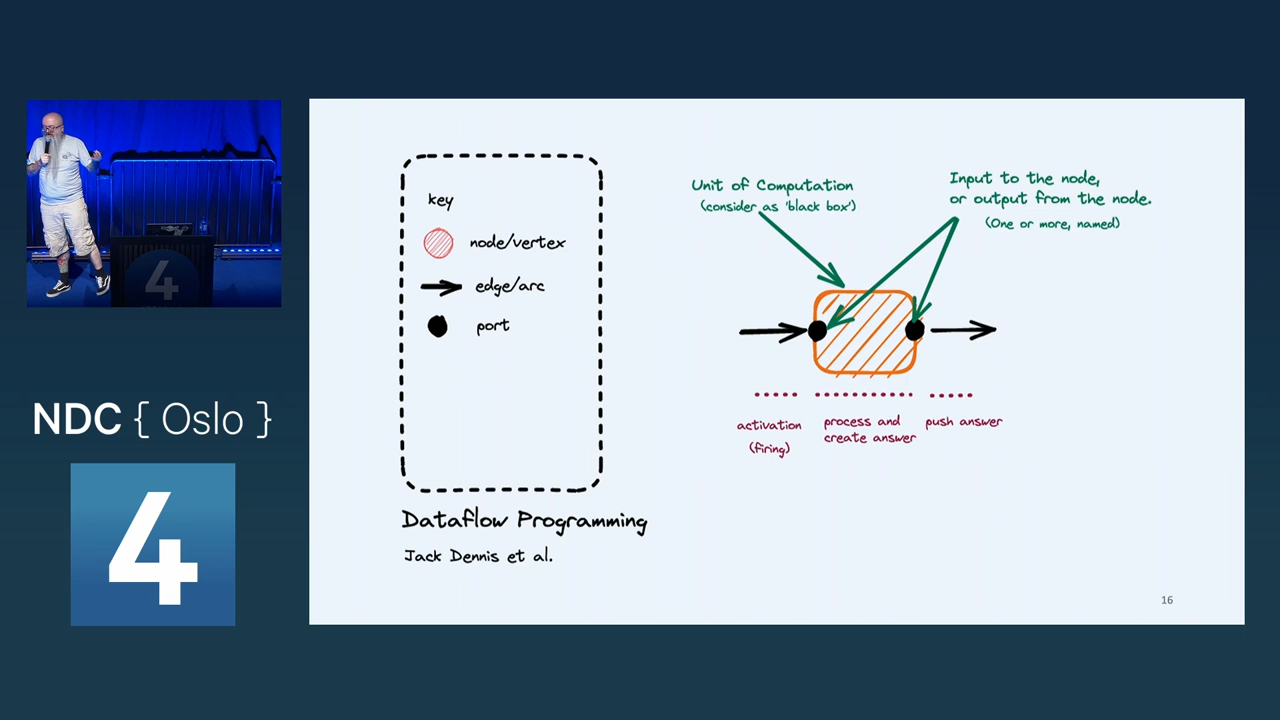 4
NDC { Oslo }
4
key
node/vertex
edge/arc
port
Dataflow Programming
Jack Dennis et al.
Unit of Computation
(consider as 'black box')
Input to the node,
or output from the node.
(One or more, named)
activation
(firing)
process and
create answer
push answer
16